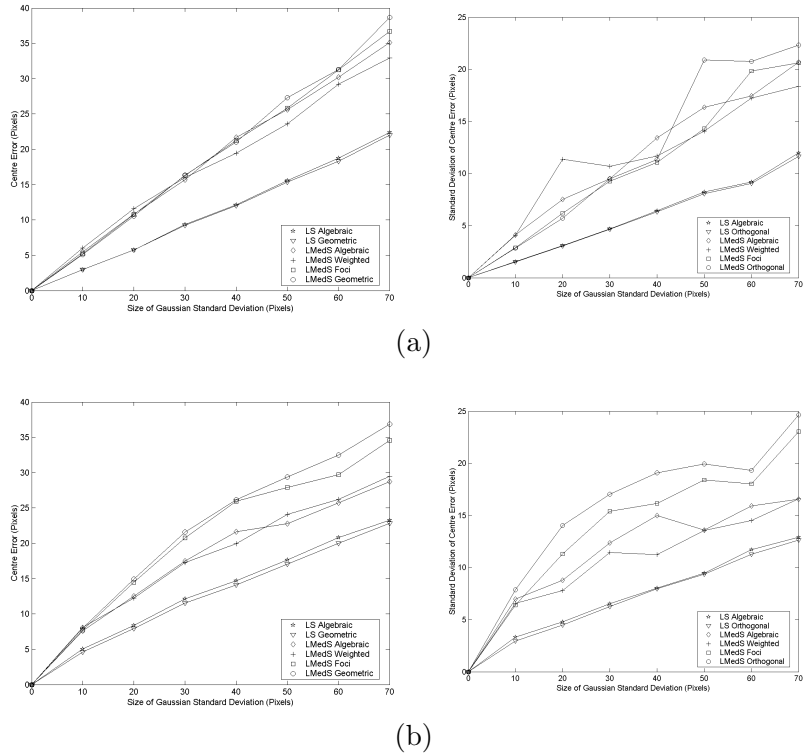 40
35
30
25
20
15
10
5
0
Centre Error (Pixels)
0 10 20 30 40 50 60 70
Size of Gaussian Standard Deviation (Pixels)
LS Algebraic
LS Geometric
LMedS Algebraic
LMedS Weighted
LMedS Foci
LMedS Geometric
25
20
15
10
5
0
Standard Deviation of Centre Error (Pixels)
0 10 20 30 40 50 60 70
Size of Gaussian Standard Deviation (Pixels)
LS Algebraic
LS Orthogonal
LMedS Algebraic
LMedS Weighted
LMedS Foci
LMedS Orthogonal
(a)
40
35
30
25
20
15
10
5
0
Centre Error (Pixels)
0 10 20 30 40 50 60 70
Size of Gaussian Standard Deviation (Pixels)
LS Algebraic
LS Geometric
LMedS Algebraic
LMedS Weighted
LMedS Foci
LMedS Geometric
25
20
15
10
5
0
Standard Deviation of Centre Error (Pixels)
0 10 20 30 40 50 60 70
Size of Gaussian Standard Deviation (Pixels)
LS Algebraic
LS Orthogonal
LMedS Algebraic
LMedS Weighted
LMedS Foci
LMedS Orthogonal
(b)